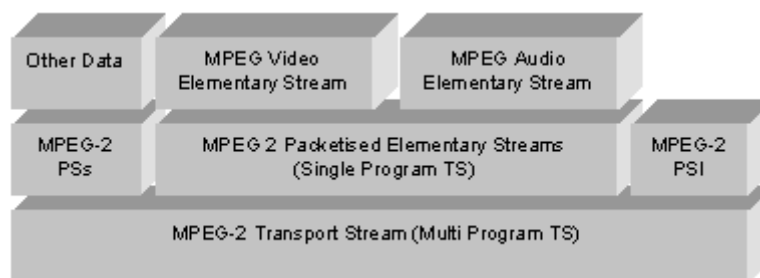 Other Data
MPEG Video
Elementary Stream
MPEG Audio
Elementary Stream
MPEG-2
PSs
MPEG 2 Packetised Elementary Streams
(Single Program TS)
MPEG-2
PSI
MPEG-2 Transport Stream (Multi Program TS)